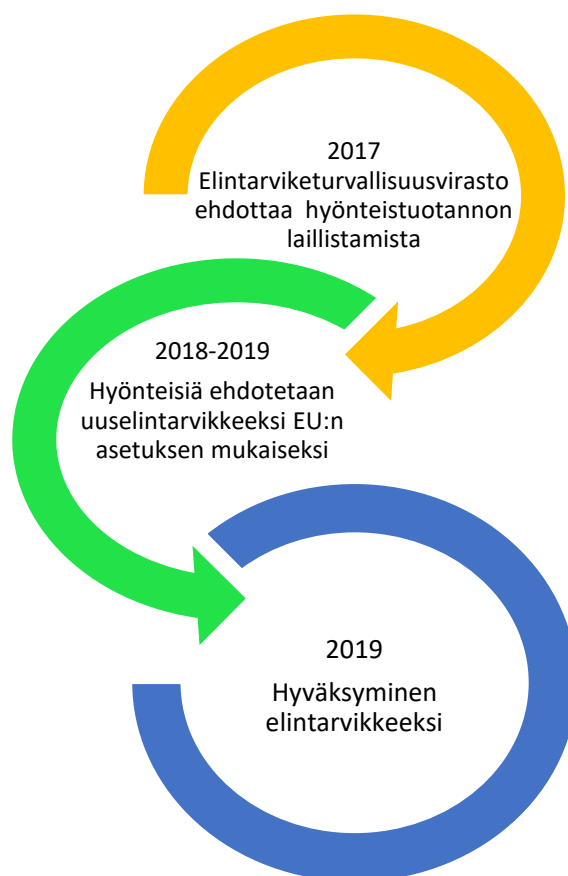 2017
Elintarviketurvallisuusvirasto
ehdottaa hyönteistuotannon
laillistamista
2018-2019
Hyönteisiä ehdotetaan
uuselintarvikkeeksi EU:n
asetuksen mukaiseksi
2019
Hyväksyminen
elintarvikkeeksi